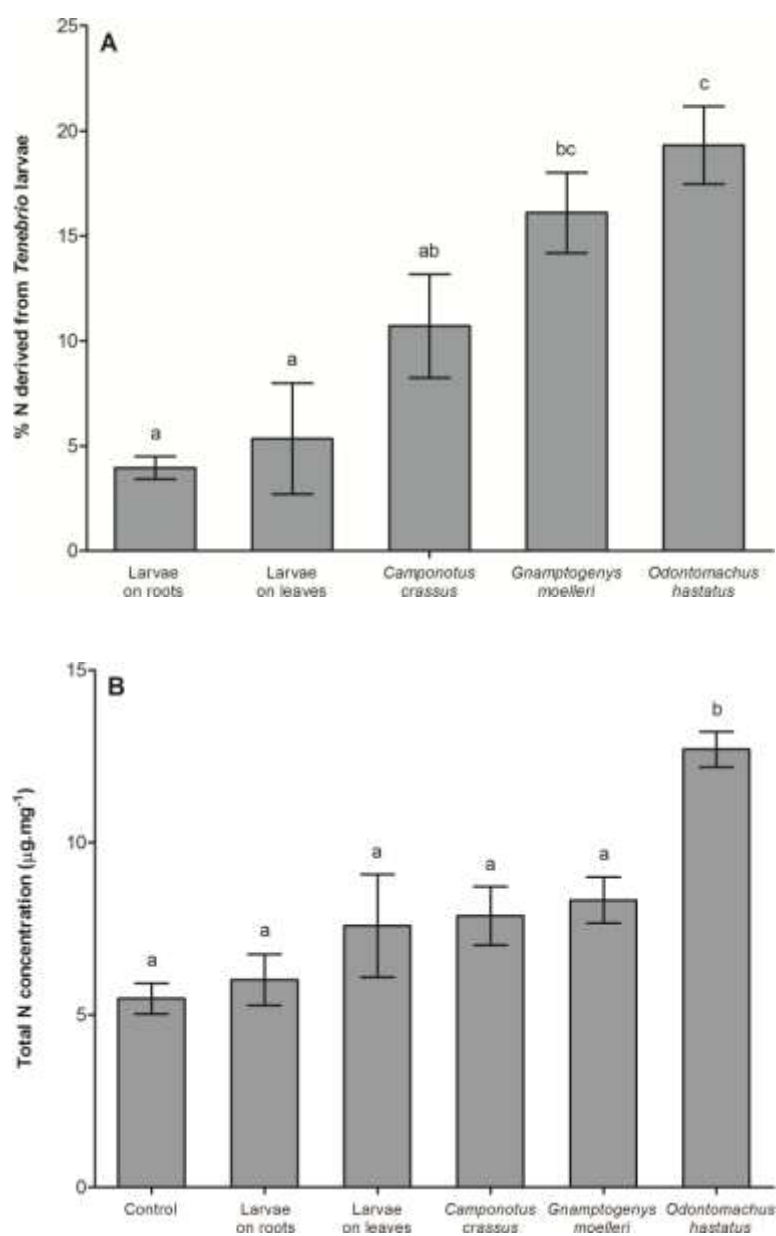 A
% N derived from Tenebrio larvae
25
20
15
10
5
0
a
a
ab
bc
c
Larvae
on roots
Larvae
on leaves
Camponotus
crassus
Gnamptogenys
moelleri
Odontomachus
hastatus
B
Total N concentration (µg.mg⁻¹)
15
10
5
0
a
a
a
a
a
b
Control
Larvae
on roots
Larvae
on leaves
Camponotus
crassus
Gnamptogenys
moelleri
Odontomachus
hastatus